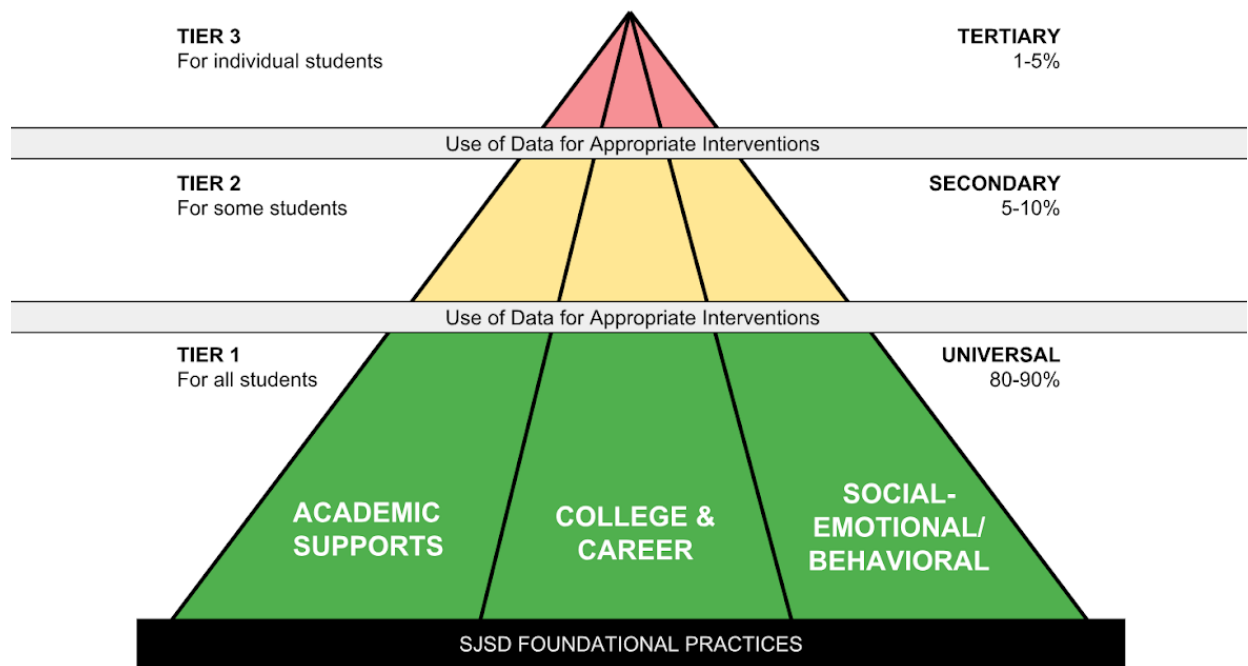 TIER 3
For individual students
TERTIARY
1-5%
Use of Data for Appropriate Interventions
TIER 2
For some students
SECONDARY
5-10%
Use of Data for Appropriate Interventions
TIER 1
For all students
UNIVERSAL
80-90%
ACADEMIC
SUPPORTS
COLLEGE &
CAREER
SOCIAL-
EMOTIONAL/
BEHAVIORAL
SJSD FOUNDATIONAL PRACTICES